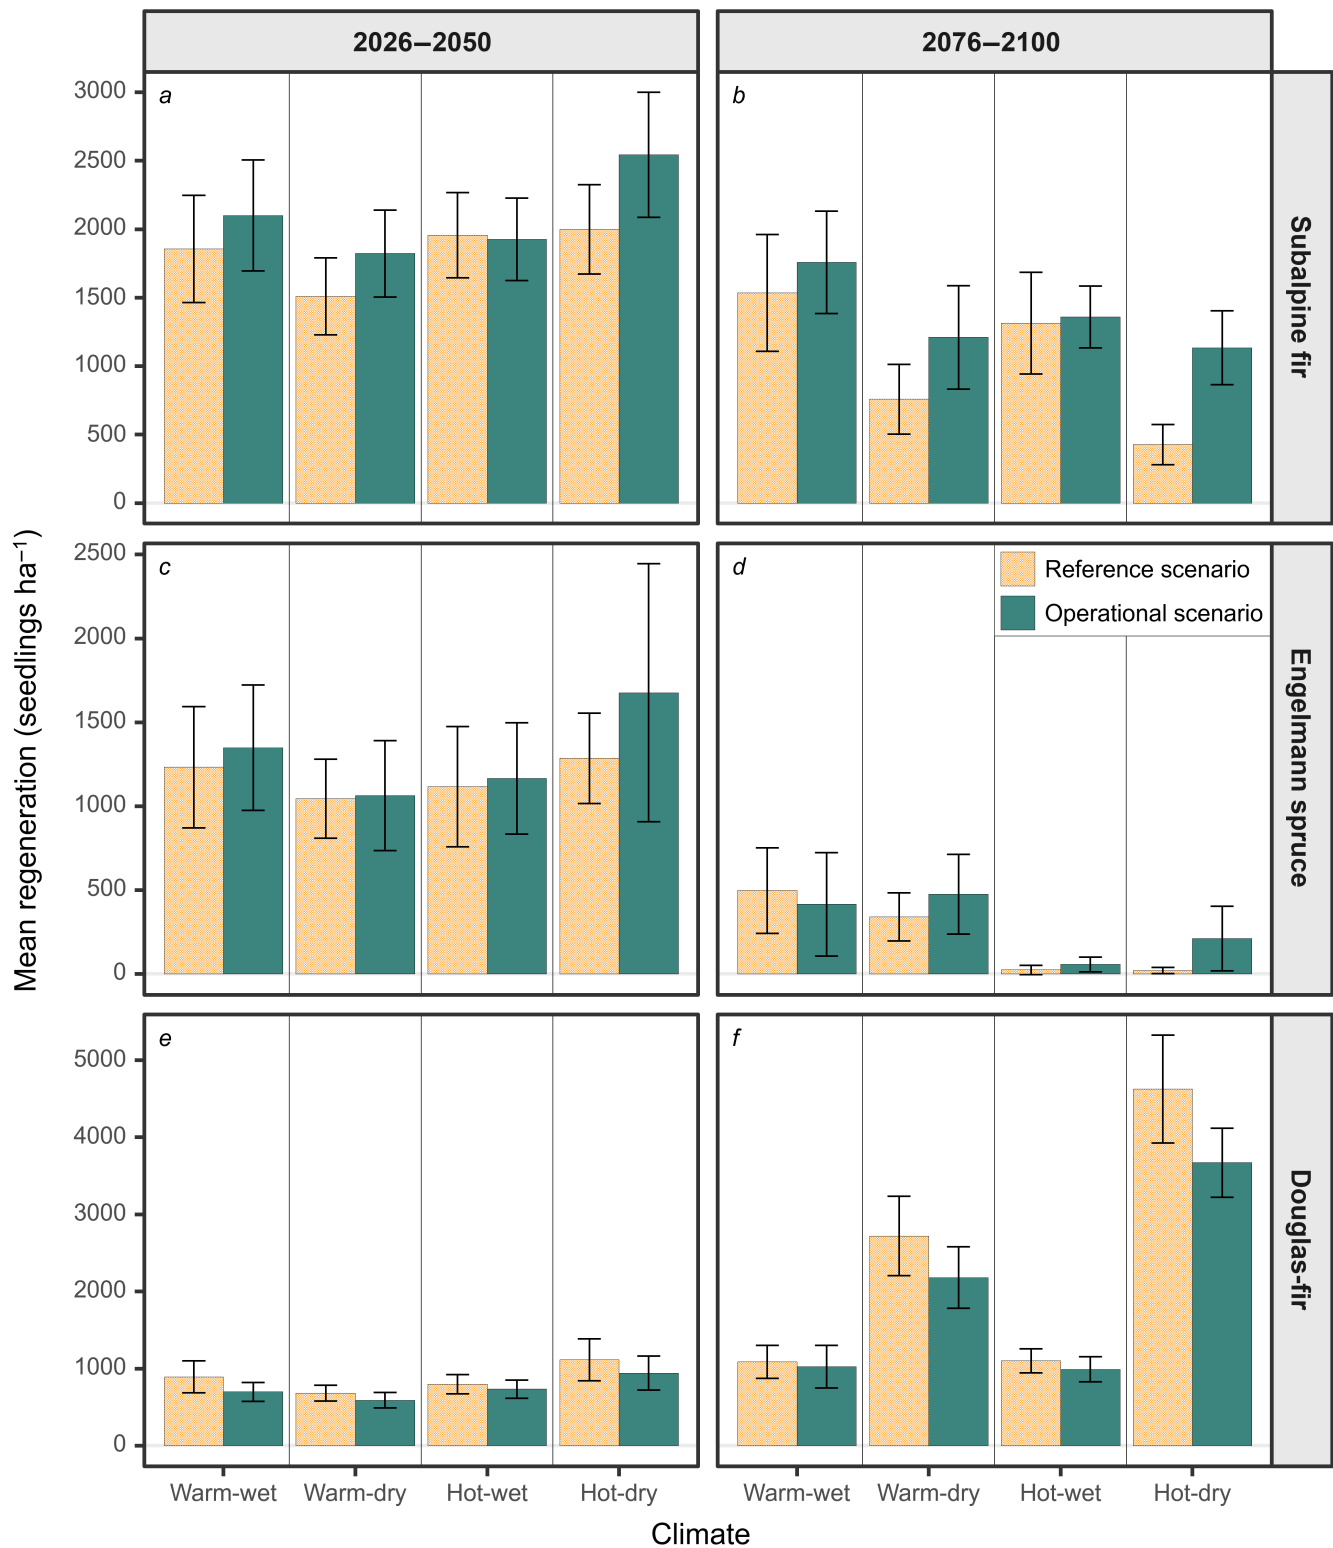 2026–2050
2076–2100
a
b
3000
2500
2000
1500
1000
500
0
Subalpine fir
c
d
Reference scenario
Operational scenario
2500
2000
1500
1000
500
0
Engelmann spruce
Mean regeneration (seedlings ha⁻¹)
e
f
5000
4000
3000
2000
1000
0
Douglas-fir
Warm-wet Warm-dry Hot-wet Hot-dry Warm-wet Warm-dry Hot-wet Hot-dry
Climate